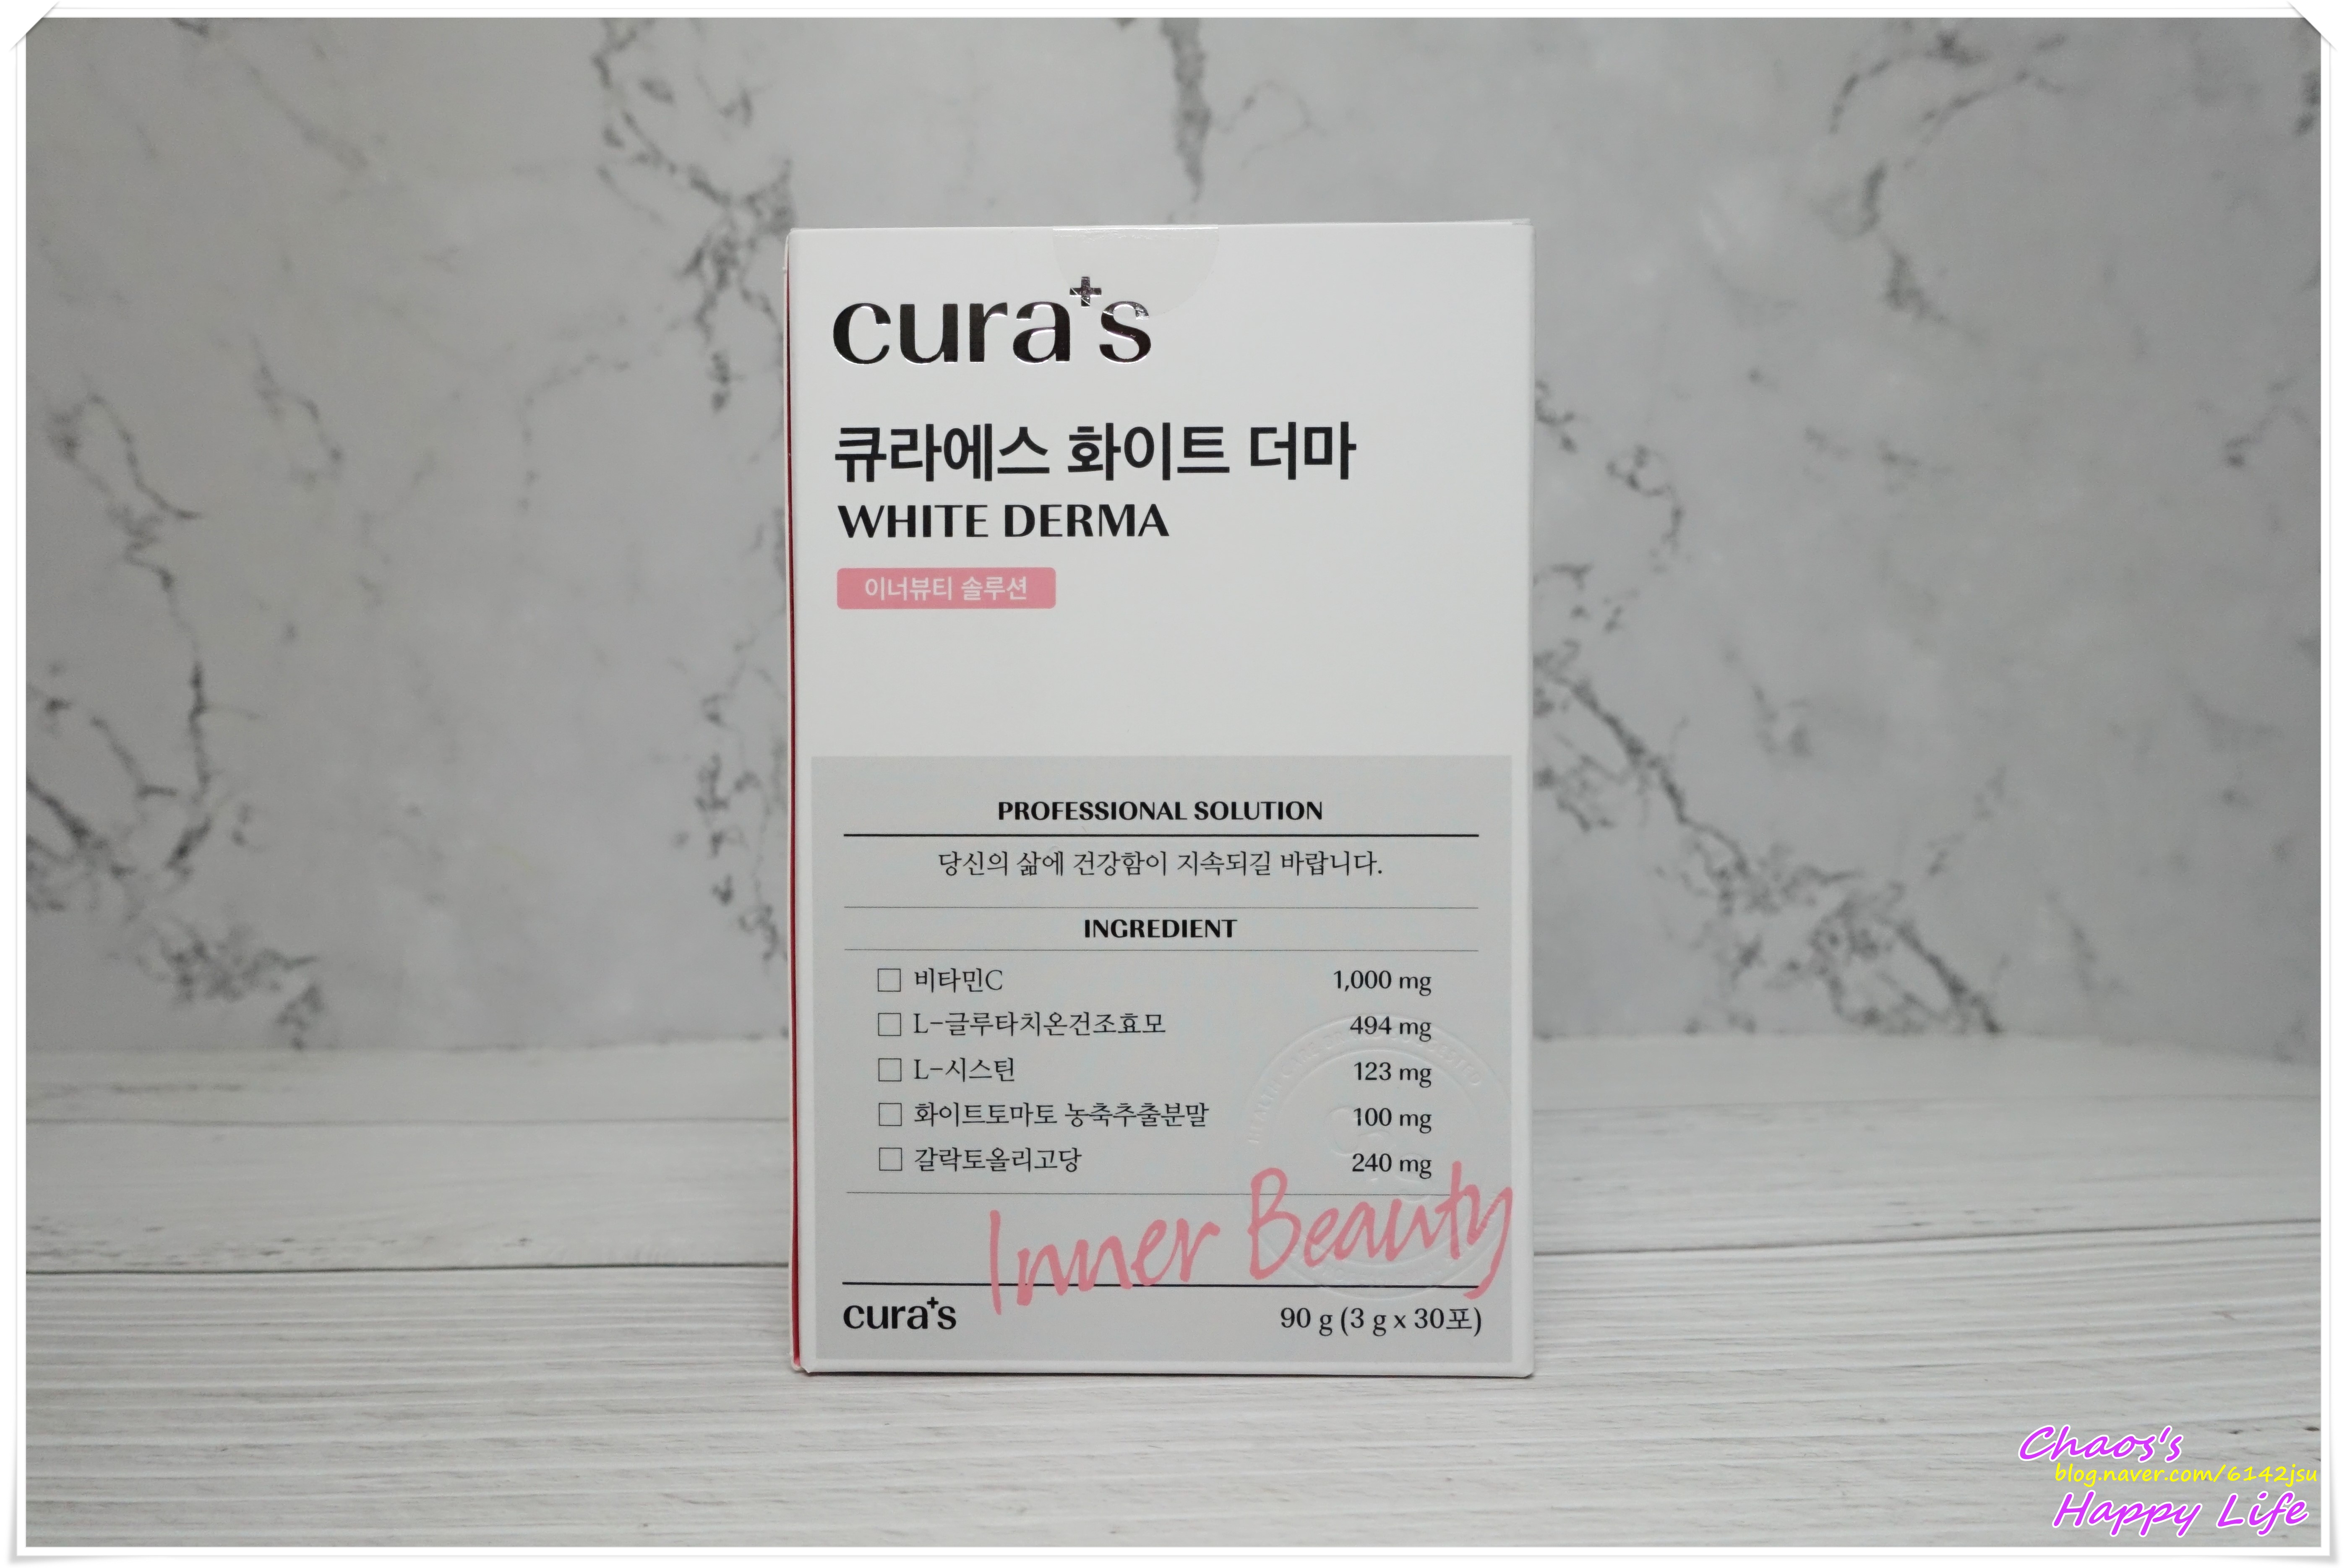 cura+s
큐라에스 화이트 더마
WHITE DERMA
이너뷰티 솔루션
PROFESSIONAL SOLUTION
당신의 삶에 건강함이 지속되길 바랍니다.
INGREDIENT
□ 비타민C 1,000 mg
□ L-글루타치온건조효모 494 mg
□ L-시스틴 123 mg
□ 화이트토마토 농축추출분말 100 mg
□ 갈락토올리고당 240 mg
Inner Beauty
cura+s 90 g (3 g x 30포)
Chaos's
blog.naver.com/6142jsu
Happy Life